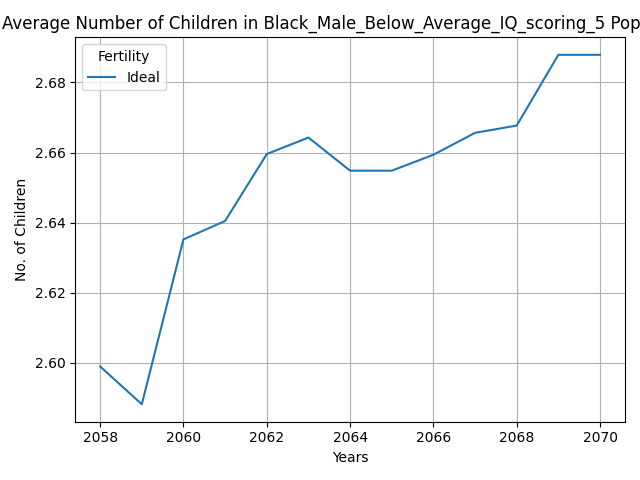 Average Number of Children in Black_Male_Below_Average_IQ_scoring_5 Pop
Fertility
Ideal
2.68
2.66
2.64
2.62
2.60
No. of Children
2058 2060 2062 2064 2066 2068 2070
Years